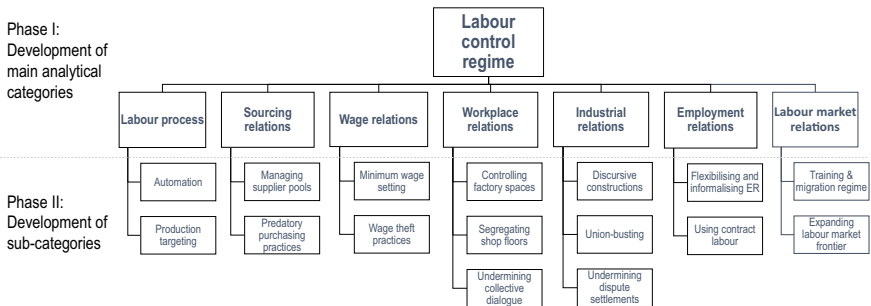 Phase I:
Development of
main analytical
categories
Labour
control
regime
Labour process
Sourcing
relations
Wage relations
Workplace
relations
Industrial
relations
Employment
relations
Labour market
relations
Phase II:
Development of
sub-categories
Automation
Managing
supplier pools
Minimum wage
setting
Controlling
factory spaces
Discursive
constructions
Flexibilising and
informalising ER
Training &
migration regime
Production
targeting
Predatory
purchasing
practices
Wage theft
practices
Segregating
shop floors
Union-busting
Using contract
labour
Expanding
labour market
frontier
Undermining
collective
dialogue
Undermining
dispute
settlements